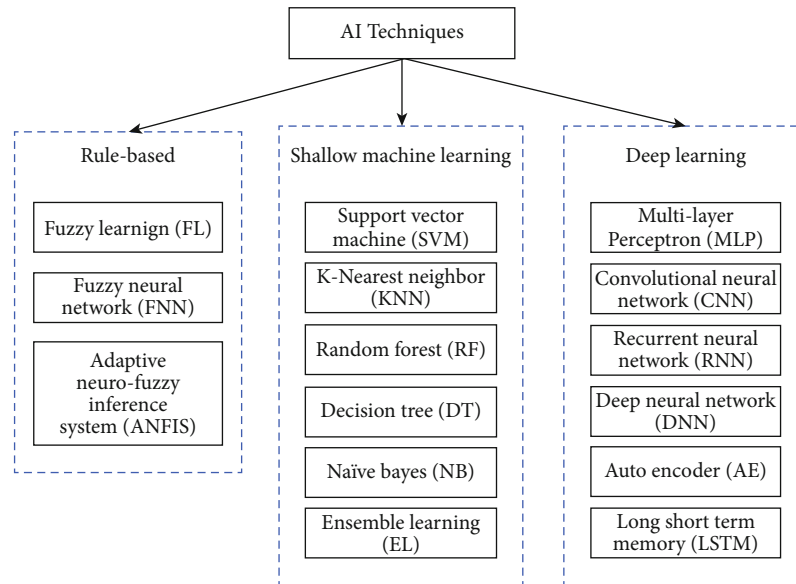 AI Techniques
Rule-based
Fuzzy learnign (FL)
Fuzzy neural
network (FNN)
Adaptive
neuro-fuzzy
inference
system (ANFIS)
Shallow machine learning
Support vector
machine (SVM)
K-Nearest neighbor
(KNN)
Random forest (RF)
Decision tree (DT)
Naïve bayes (NB)
Ensemble learning
(EL)
Deep learning
Multi-layer
Perceptron (MLP)
Convolutional neural
network (CNN)
Recurrent neural
network (RNN)
Deep neural network
(DNN)
Auto encoder (AE)
Long short term
memory (LSTM)